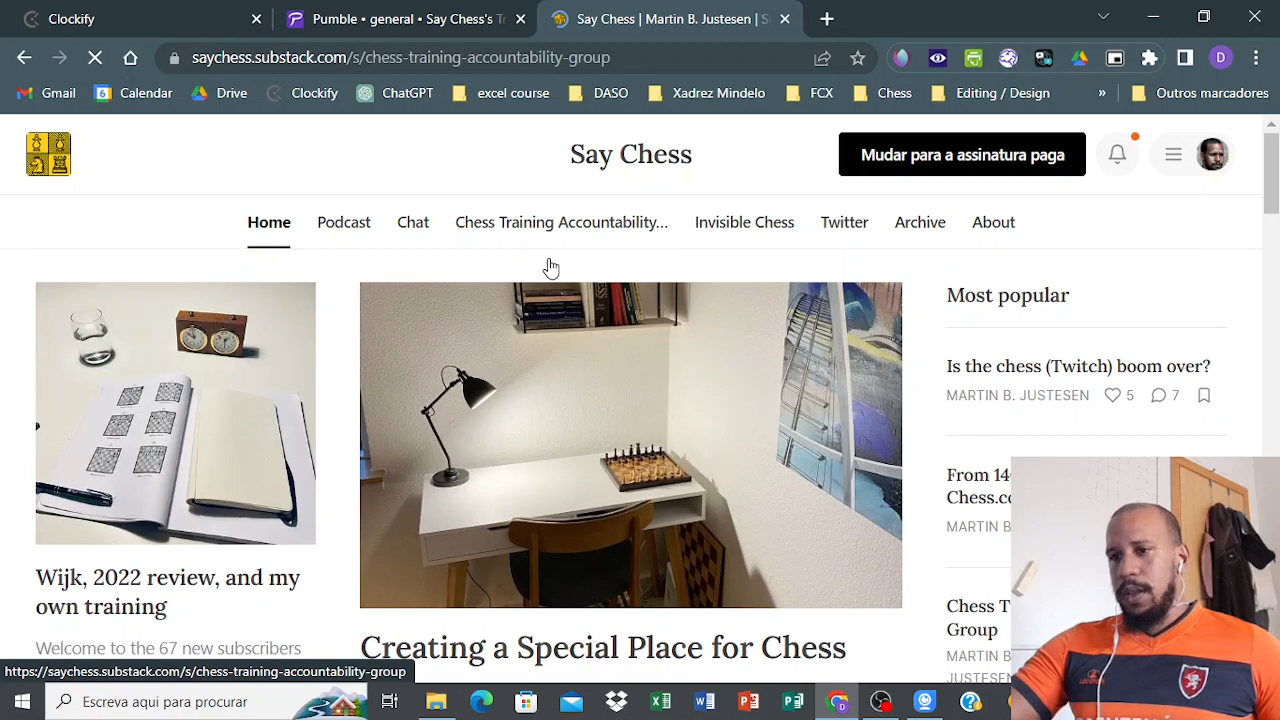 Clockify
Pumble • general • Say Chess's Tr
Say Chess | Martin B. Justesen | S
saychess.substack.com/s/chess-training-accountability-group
D
Gmail
6 Calendar
Drive
Clockify
ChatGPT
excel course
DASO
Xadrez Mindelo
FCX
Chess
Editing / Design
»
Outros marcadores
Say Chess
Mudar para a assinatura paga
Home
Podcast
Chat
Chess Training Accountability...
Invisible Chess
Twitter
Archive
About
Wijk, 2022 review, and my
own training
Welcome to the 67 new subscribers
Creating a Special Place for Chess
Most popular
Is the chess (Twitch) boom over?
MARTIN B. JUSTESEN
5
7
From 14
Chess.co
MARTIN B
Chess T
Group
MARTIN B
JUSTESEN
https://saychess.substack.com/s/chess-training-accountability-group
Escreva aqui para procurar